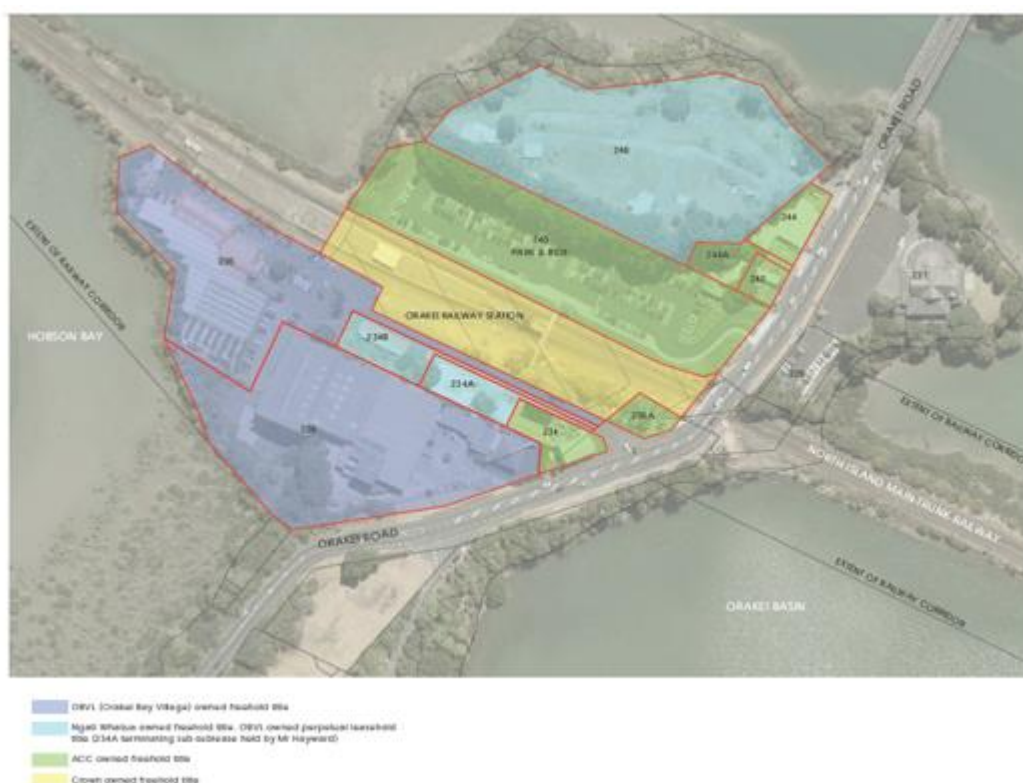 ORAKEI ROAD
248
244
240
PARK & RIDE
244A
242
231
236
EXTENT OF RAILWAY CORRIDOR
HOBSON BAY
ORAKEI RAILWAY STATION
234B
234A
234
236A
228
EXTENT OF RAILWAY CORRIDOR
NORTH ISLAND MAIN TRUNK RAILWAY
ORAKEI ROAD
EXTENT OF RAILWAY CORRIDOR
ORAKEI BASIN
OBVL (Orakei Bay Village) owned freehold title
Ngati Whatua owned freehold title. OBVL owned perpetual leasehold
title (234A terminating sub sublease held by Mr Hayward)
ACC owned freehold title
Crown owned freehold title